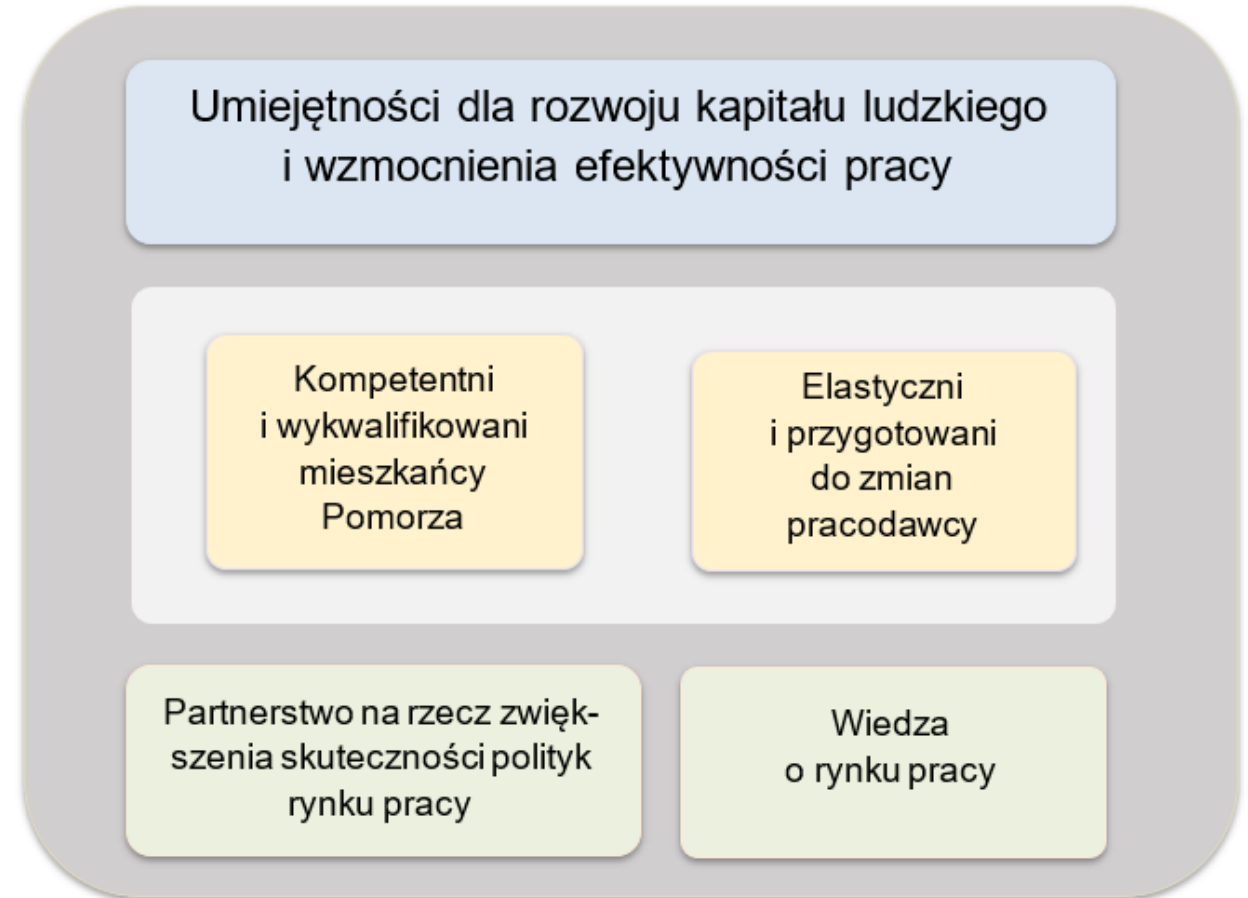 Umiejętności dla rozwoju kapitału ludzkiego
i wzmocnienia efektywności pracy
Kompetentni
i wykwalifikowani
mieszkańcy
Pomorza
Elastyczni
i przygotowani
do zmian
pracodawcy
Partnerstwo na rzecz zwięk-
szenia skuteczności polityk
rynku pracy
Wiedza
o rynku pracy